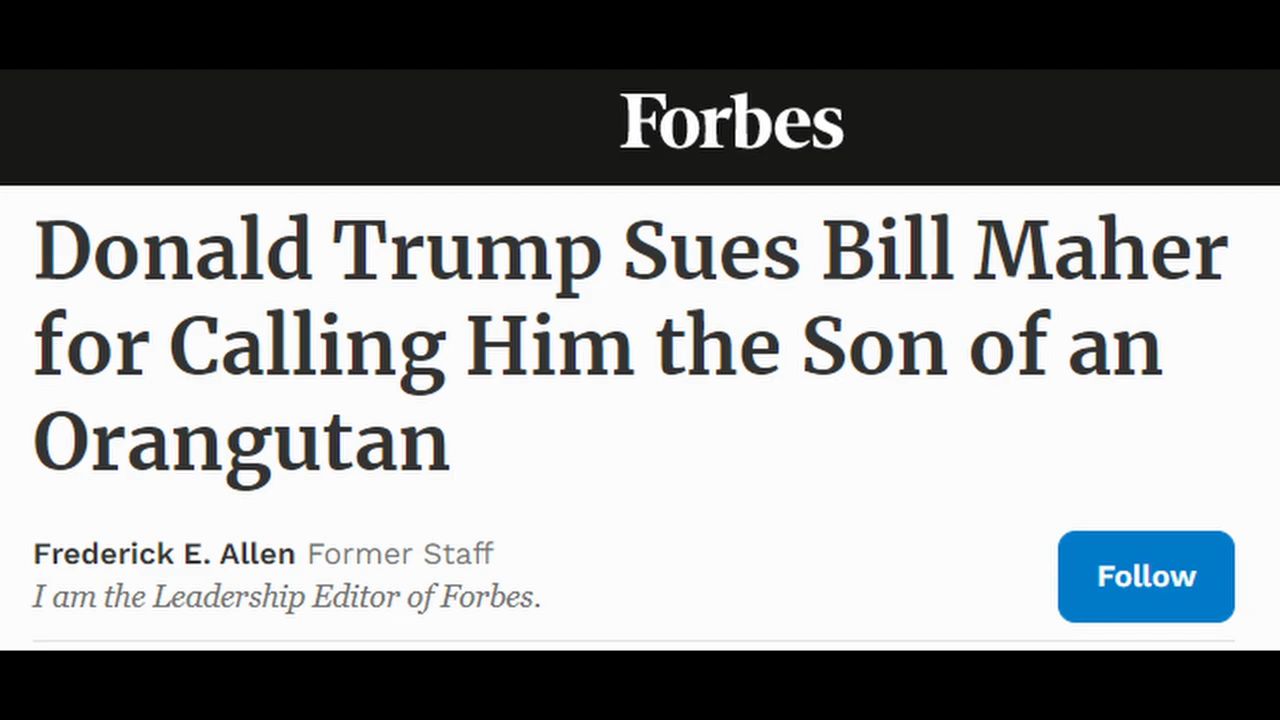 Forbes
Donald Trump Sues Bill Maher
for Calling Him the Son of an
Orangutan
Frederick E. Allen Former Staff
I am the Leadership Editor of Forbes.
Follow